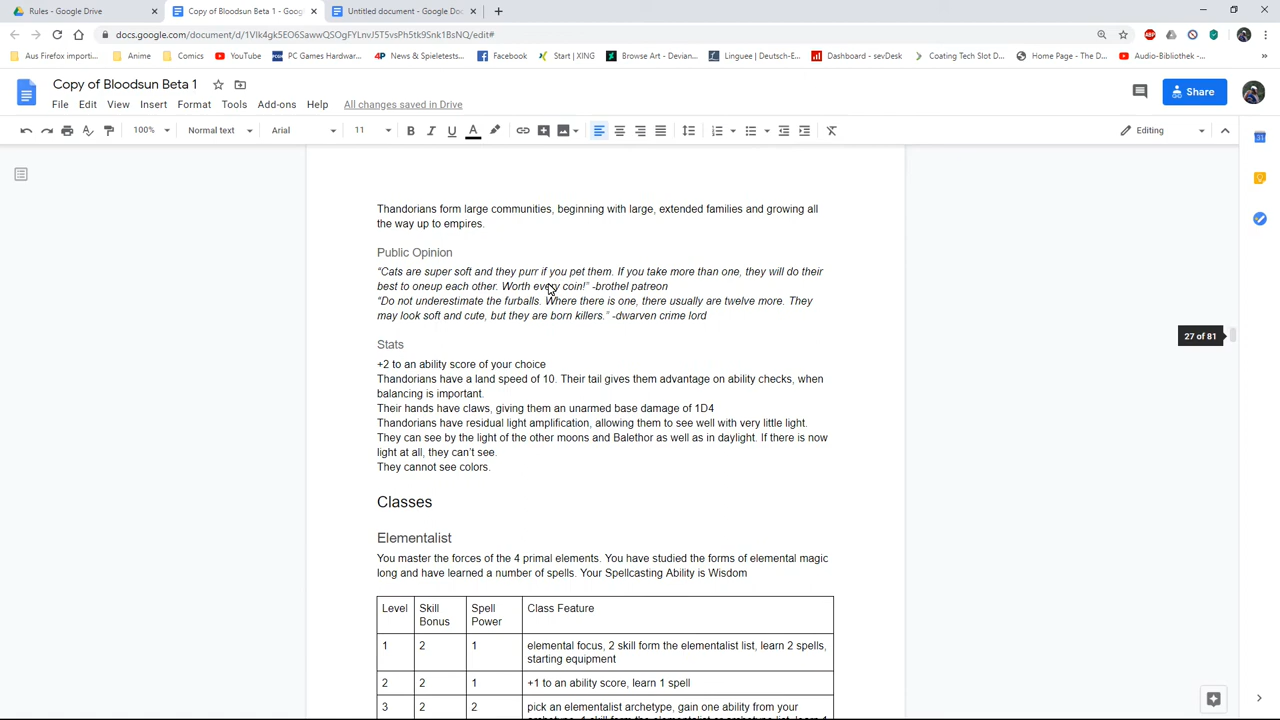 Rules - Google Drive
Copy of Bloodsun Beta 1 - Goog
Untitled document - Google Doc
docs.google.com/document/d/1VIk4gk5EO6SawwQSOgFYLnvJST5vsPh5tk9Snk1BsNQ/edit#
Aus Firefox importi...
Anime
Comics
YouTube
PC Games Hardwar...
News & Spieletests...
Facebook
Start | XING
Browse Art - Devian...
Linguee | Deutsch-E...
Dashboard - sevDesk
Coating Tech Slot D...
Home Page - The D...
Audio-Bibliothek -...
»
Copy of Bloodsun Beta 1
Share
File Edit View Insert Format Tools Add-ons Help All changes saved in Drive
100% Normal text Arial 11 B I U A Editing
Thandorians form large communities, beginning with large, extended families and growing all
the way up to empires.
Public Opinion
“Cats are super soft and they purr if you pet them. If you take more than one, they will do their
best to oneup each other. Worth every coin!” -brothel patreon
“Do not underestimate the furballs. Where there is one, there usually are twelve more. They
may look soft and cute, but they are born killers.” -dwarven crime lord
27 of 81
Stats
+2 to an ability score of your choice
Thandorians have a land speed of 10. Their tail gives them advantage on ability checks, when
balancing is important.
Their hands have claws, giving them an unarmed base damage of 1D4
Thandorians have residual light amplification, allowing them to see well with very little light.
They can see by the light of the other moons and Balethor as well as in daylight. If there is now
light at all, they can’t see.
They cannot see colors.
Classes
Elementalist
You master the forces of the 4 primal elements. You have studied the forms of elemental magic
long and have learned a number of spells. Your Spellcasting Ability is Wisdom
Level Skill Spell Class Feature
Bonus Power
1 2 1 elemental focus, 2 skill form the elementalist list, learn 2 spells,
starting equipment
2 2 1 +1 to an ability score, learn 1 spell
3 2 2 pick an elementalist archetype, gain one ability from your